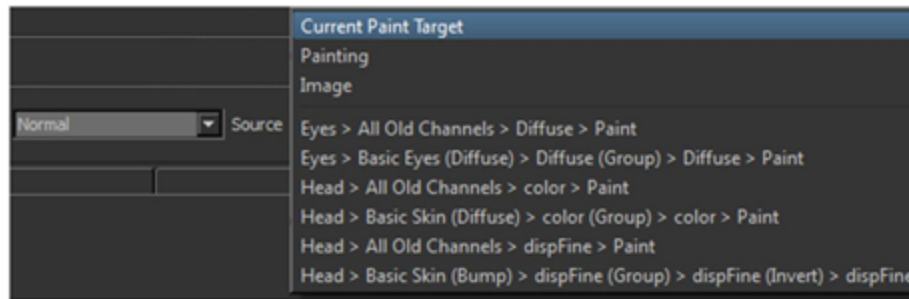 Current Paint Target
Painting
Image
Normal
Source
Eyes > All Old Channels > Diffuse > Paint
Eyes > Basic Eyes (Diffuse) > Diffuse (Group) > Diffuse > Paint
Head > All Old Channels > color > Paint
Head > Basic Skin (Diffuse) > color (Group) > color > Paint
Head > All Old Channels > dispFine > Paint
Head > Basic Skin (Bump) > dispFine (Group) > dispFine (Invert) > dispFine